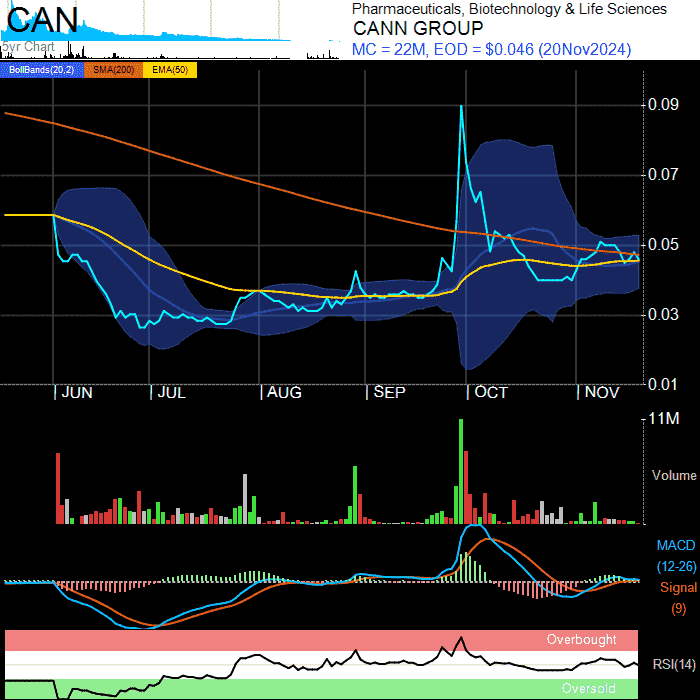 CAN
5yr Chart
Pharmaceuticals, Biotechnology & Life Sciences
CANN GROUP
MC = 22M, EOD = $0.046 (20Nov2024)
BollBands(20,2) SMA(200) EMA(50)
0.09
0.07
0.05
0.03
0.01
JUN JUL AUG SEP OCT NOV
11M
Volume
MACD
(12-26)
Signal
(9)
Overbought
RSI(14)
Oversold